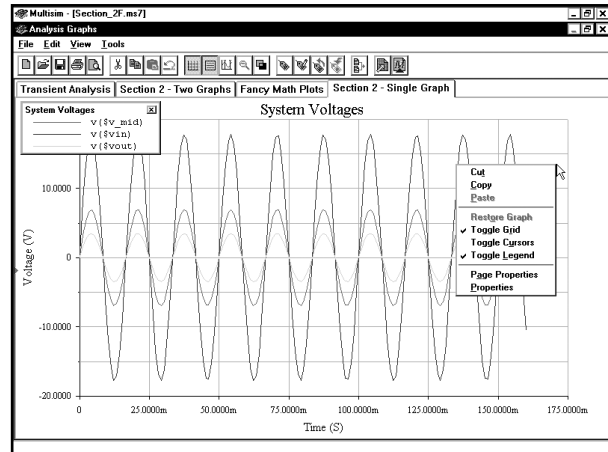 Multisim - [Section_2F.ms7]
Analysis Graphs
File Edit View Tools
Transient Analysis Section 2 - Two Graphs Fancy Math Plots Section 2 - Single Graph
System Voltages
System Voltages
v($v_mid)
v($vin)
v($vout)
10.0000
0
-10.0000
-20.0000
Voltage (V)
0 25.0000m 50.0000m 75.0000m 100.0000m 125.0000m 150.0000m 175.0000m
Time (S)
Cut
Copy
Paste
Restore Graph
Toggle Grid
Toggle Cursors
Toggle Legend
Page Properties
Properties